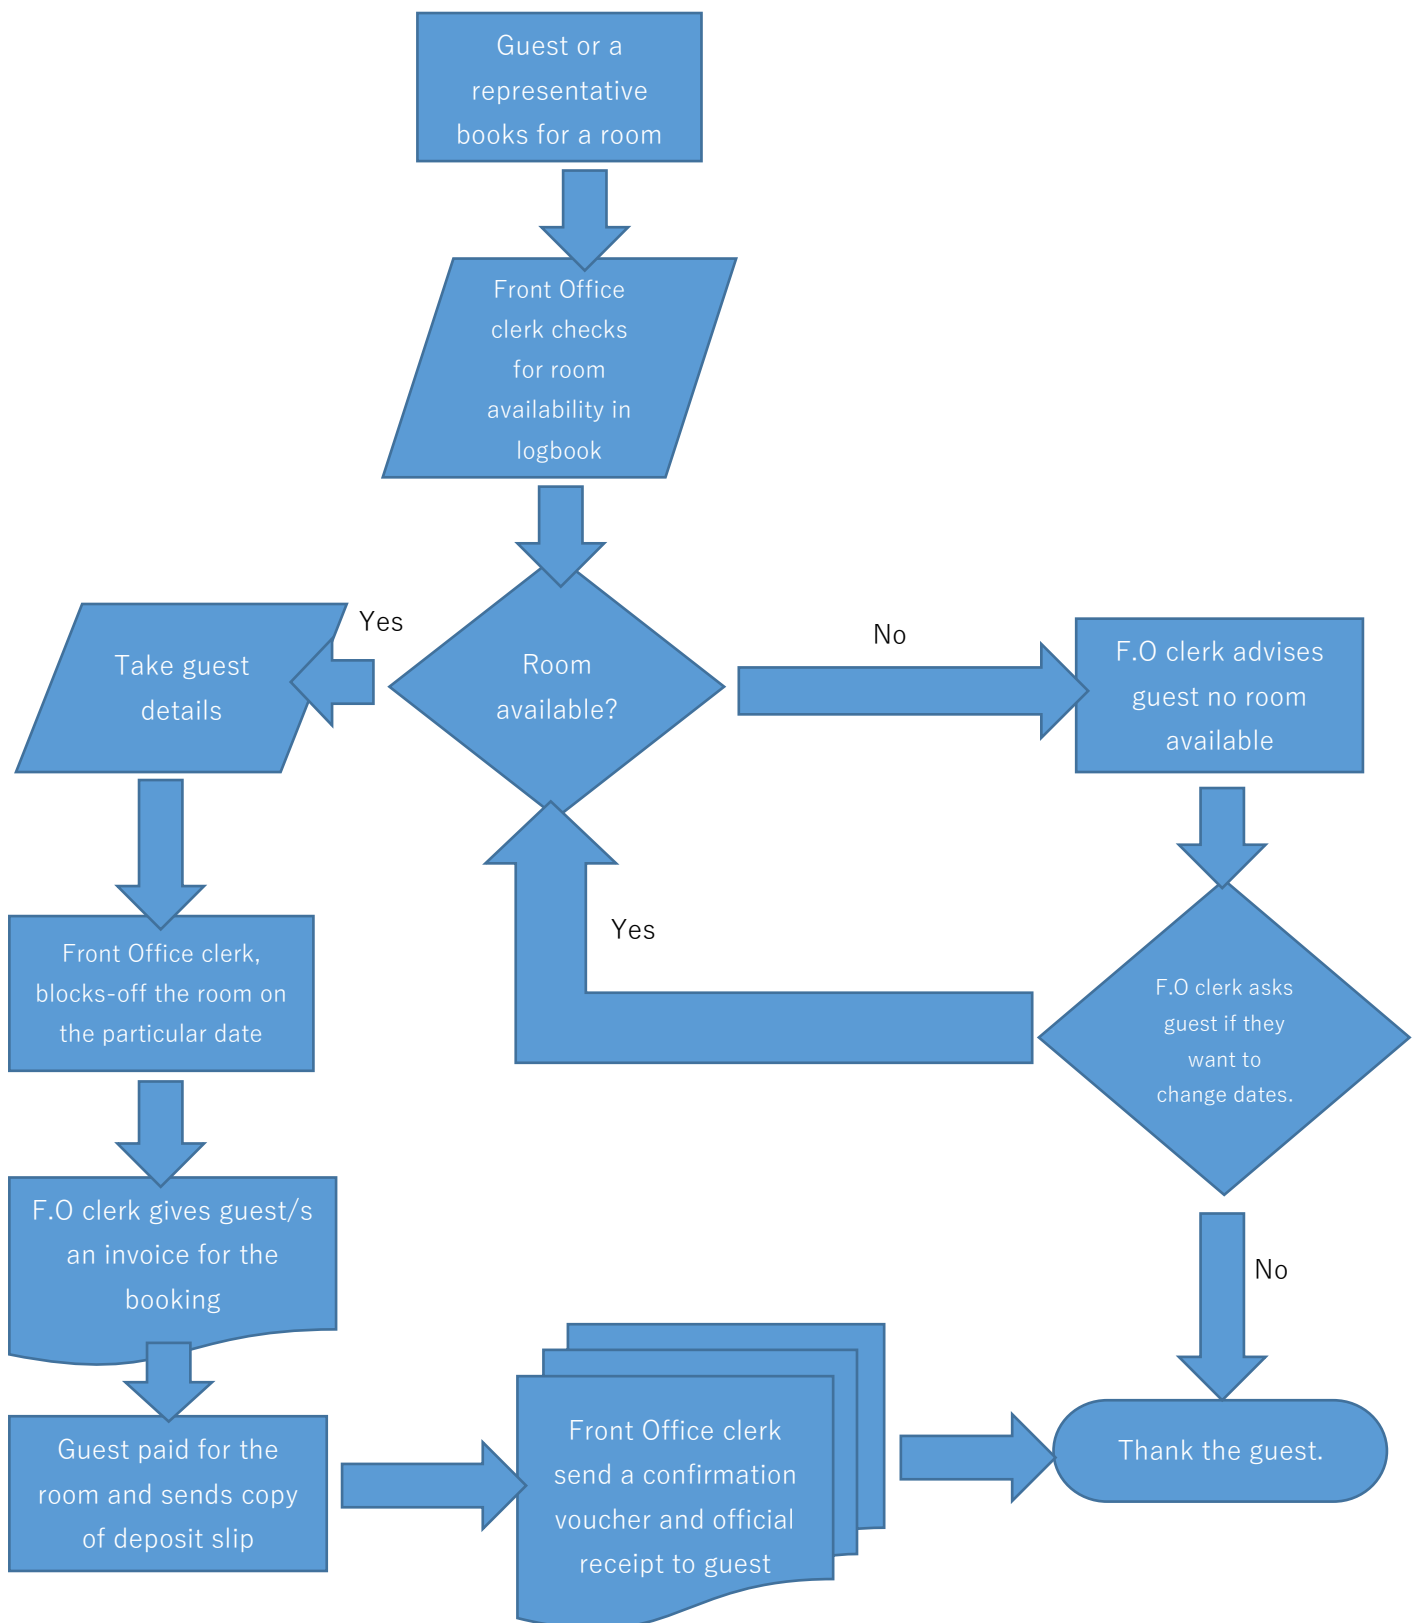 Guest or a
representative
books for a room
Front Office
clerk checks
for room
availability in
logbook
Yes
No
Take guest
details
Room
available?
F.O clerk advises
guest no room
available
Yes
Front Office clerk,
blocks-off the room on
the particular date
F.O clerk asks
guest if they
want to
change dates.
F.O clerk gives guest/s
an invoice for the
booking
No
Guest paid for the
room and sends copy
of deposit slip
Front Office clerk
send a confirmation
voucher and official
receipt to guest
Thank the guest.